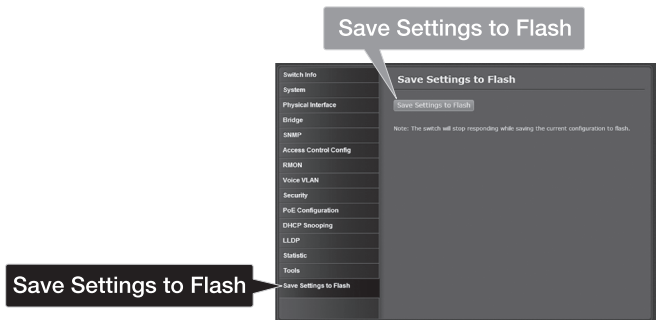 Save Settings to Flash
Switch Info
System
Physical Interface
Bridge
SNMP
Access Control Config
RMON
Voice VLAN
Security
PoE Configuration
DHCP Snooping
LLDP
Statistic
Tools
Save Settings to Flash
Save Settings to Flash
Save Settings to Flash
Note: The switch will stop responding while saving the current configuration to flash.
Save Settings to Flash